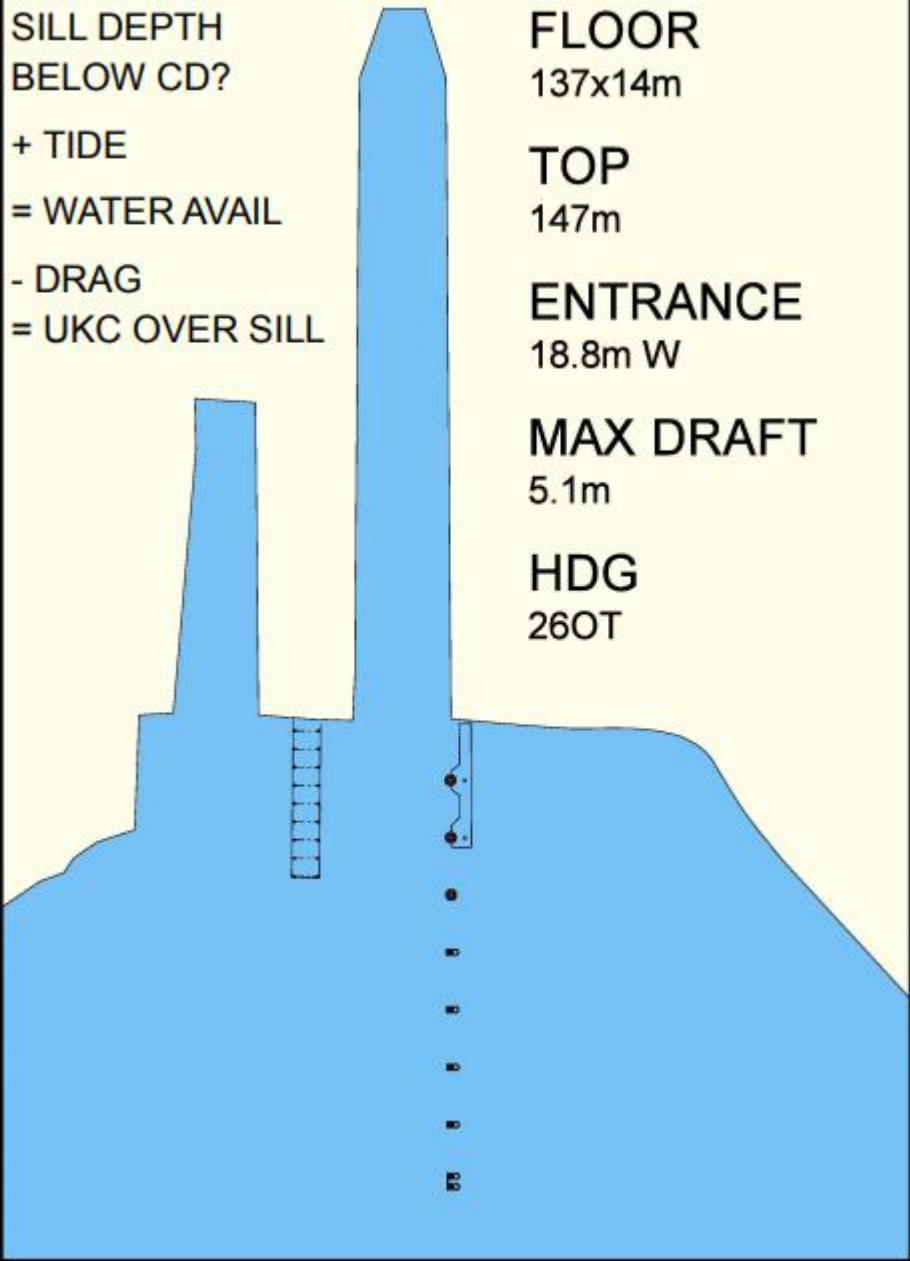 SILL DEPTH
BELOW CD?
+ TIDE
= WATER AVAIL
- DRAG
= UKC OVER SILL
FLOOR
137x14m
TOP
147m
ENTRANCE
18.8m W
MAX DRAFT
5.1m
HDG
26OT